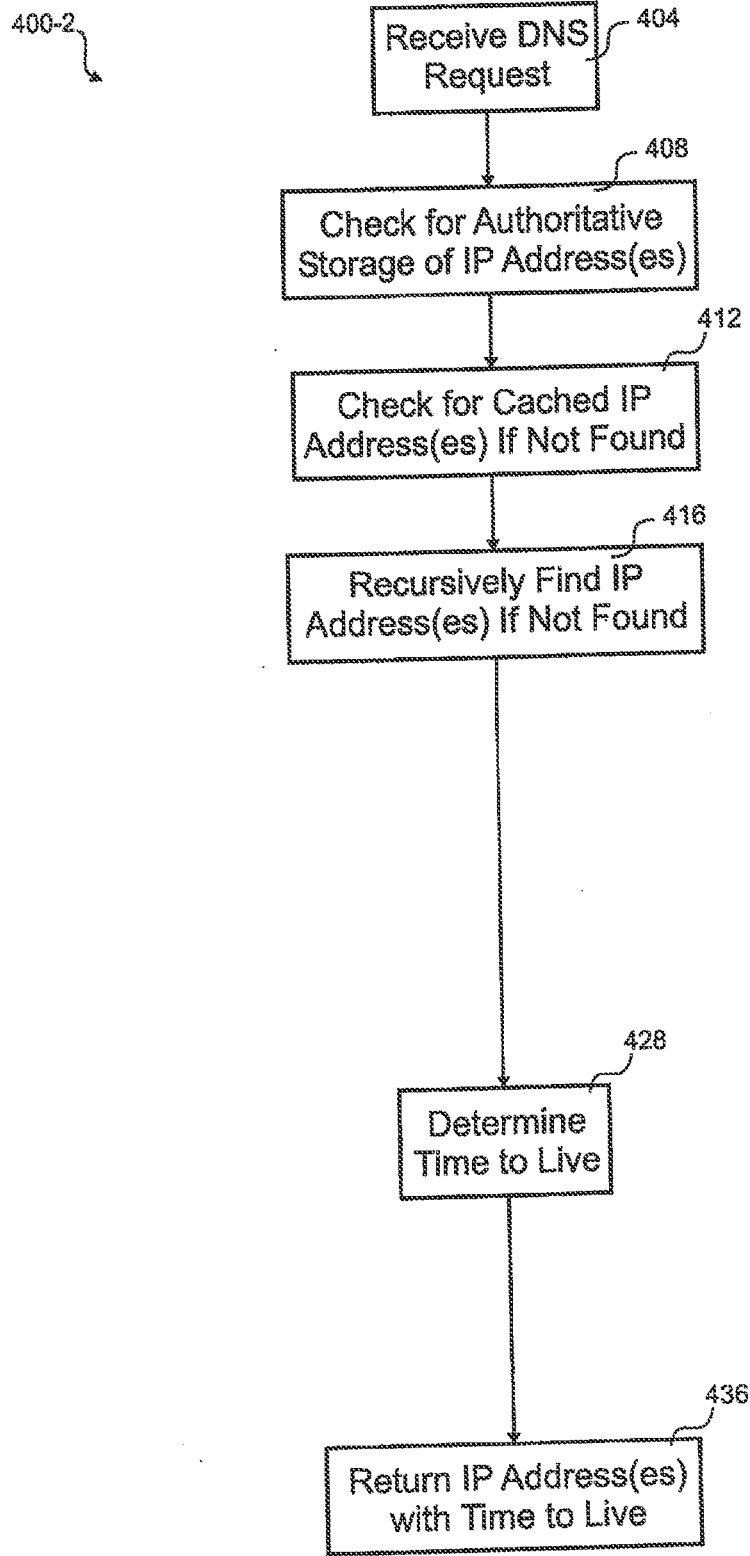 400-2
404
Receive DNS
Request
408
Check for Authoritative
Storage of IP Address(es)
412
Check for Cached IP
Address(es) If Not Found
416
Recursively Find IP
Address(es) If Not Found
428
Determine
Time to Live
436
Return IP Address(es)
with Time to Live